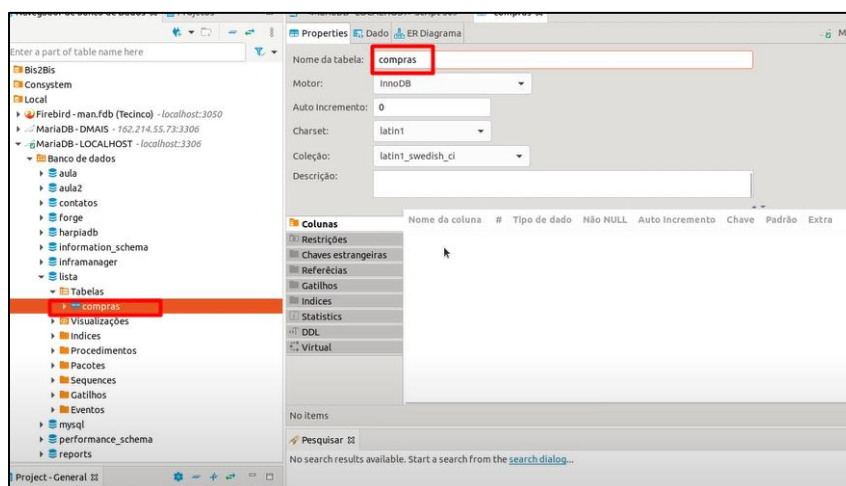 Enter a part of table name here
Bis2Bis
Consystem
Local
Firebird - man.fdb (Tecinco) - localhost:3050
MariaDB - DMAIS - 162.214.55.73:3306
MariaDB - LOCALHOST - localhost:3306
Banco de dados
aula
aula2
contatos
forge
harpiadb
information_schema
inframanager
lista
Tabelas
compras
Visualizações
Indices
Procedimentos
Pacotes
Sequences
Gatilhos
Eventos
mysql
performance_schema
reports
Project - General
Properties Dado ER Diagrama
Nome da tabela: compras
Motor: InnoDB
Auto Incremento: 0
Charset: latin1
Coleção: latin1_swedish_ci
Descrição:
Colunas
Restrições
Chaves estrangeiras
Referêcias
Gatilhos
Indices
Statistics
DDL
Virtual
Nome da coluna # Tipo de dado Não NULL Auto Incremento Chave Padrão Extra
No items
Pesquisar
No search results available. Start a search from the search dialog...